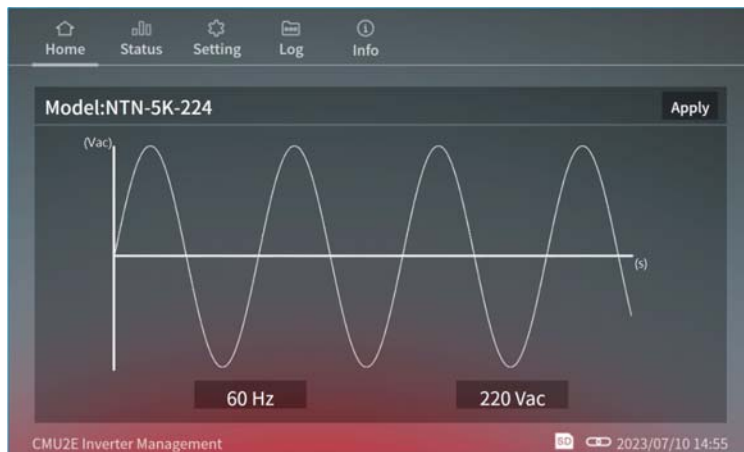 Home Status Setting Log Info
Model:NTN-5K-224 Apply
(Vac)
(s)
60 Hz 220 Vac
CMU2E Inverter Management SD 2023/07/10 14:55